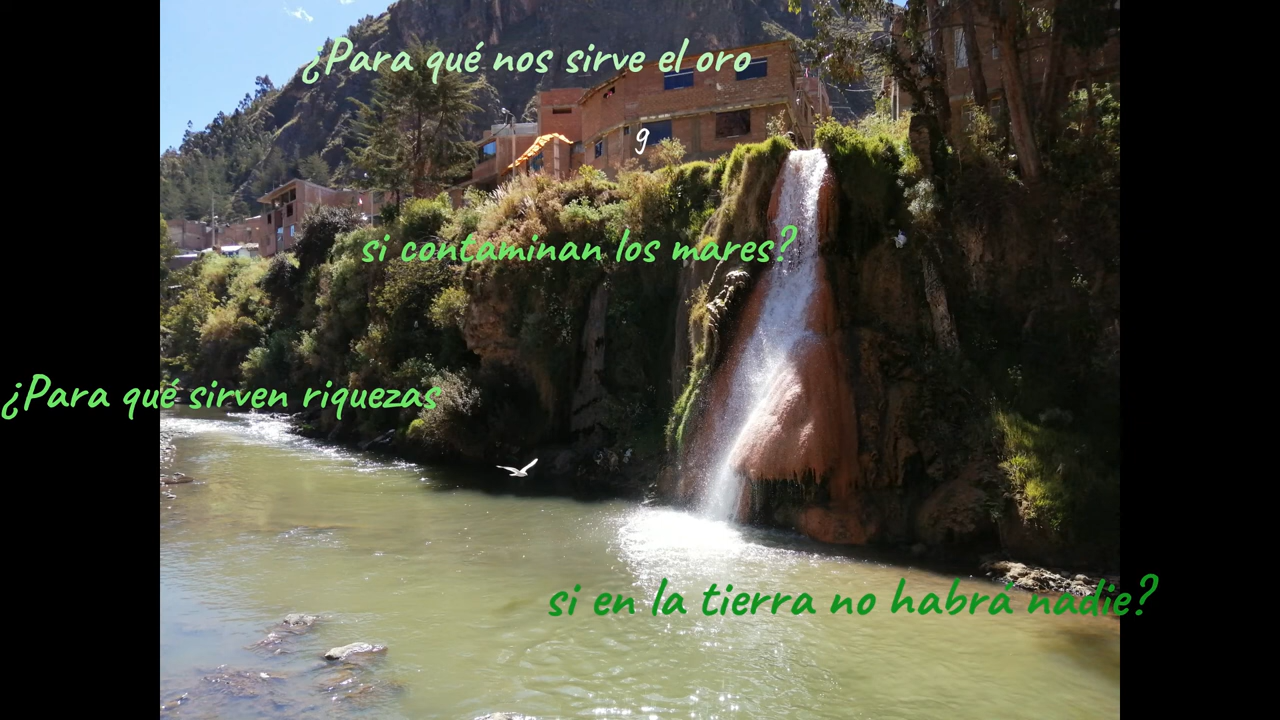 ¿Para qué nos sirve el oro
g
si contaminan los mares?
¿Para qué sirven riquezas
si en la tierra no habrá nadie?